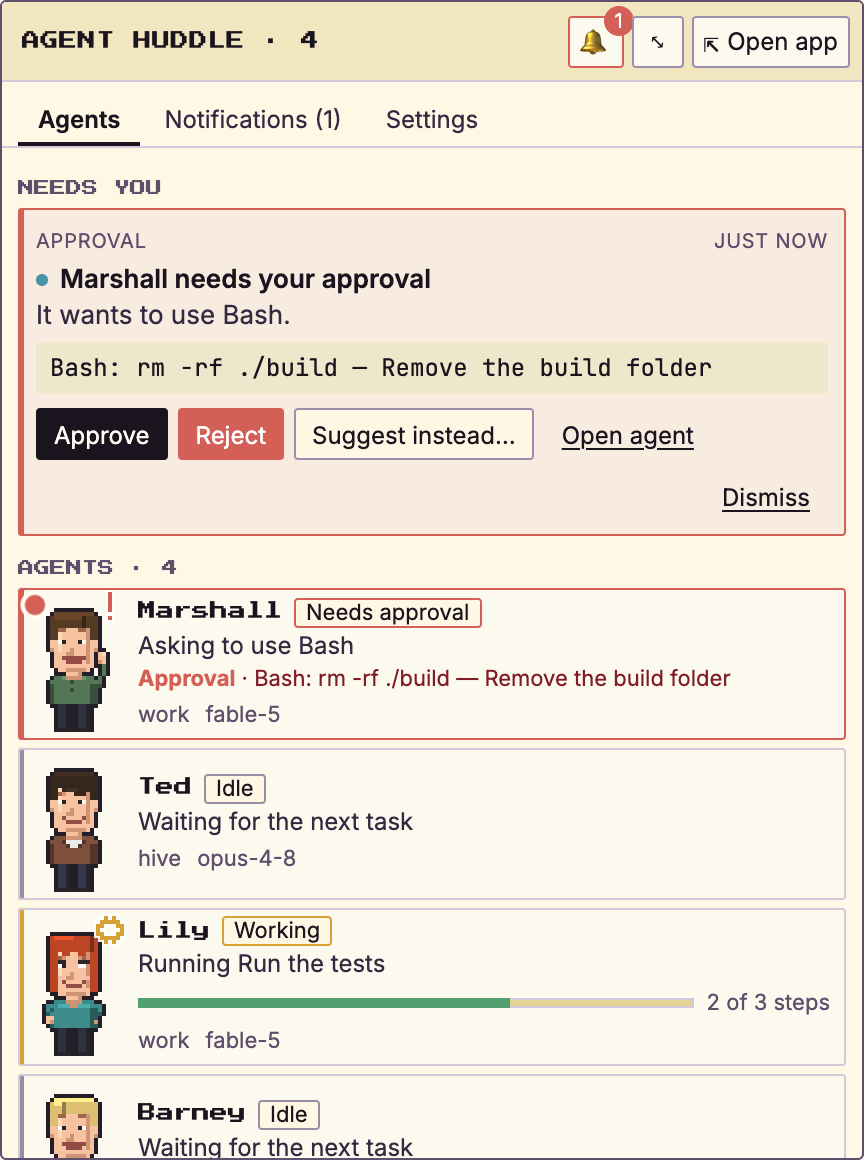 AGENT HUDDLE · 4
1
Open app
Agents
Notifications (1)
Settings
NEEDS YOU
APPROVAL
JUST NOW
Marshall needs your approval
It wants to use Bash.
Bash: rm -rf ./build — Remove the build folder
Approve
Reject
Suggest instead...
Open agent
Dismiss
AGENTS · 4
! Marshall Needs approval
Asking to use Bash
Approval · Bash: rm -rf ./build — Remove the build folder
work fable-5
Ted Idle
Waiting for the next task
hive opus-4-8
Lily Working
Running Run the tests
2 of 3 steps
work fable-5
Barney Idle
Waiting for the next task